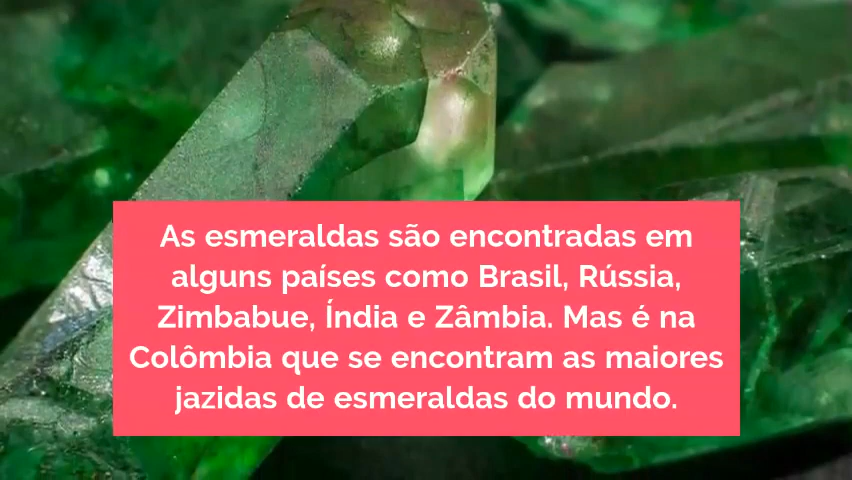 As esmeraldas são encontradas em
alguns países como Brasil, Rússia,
Zimbabue, Índia e Zâmbia. Mas é na
Colômbia que se encontram as maiores
jazidas de esmeraldas do mundo.